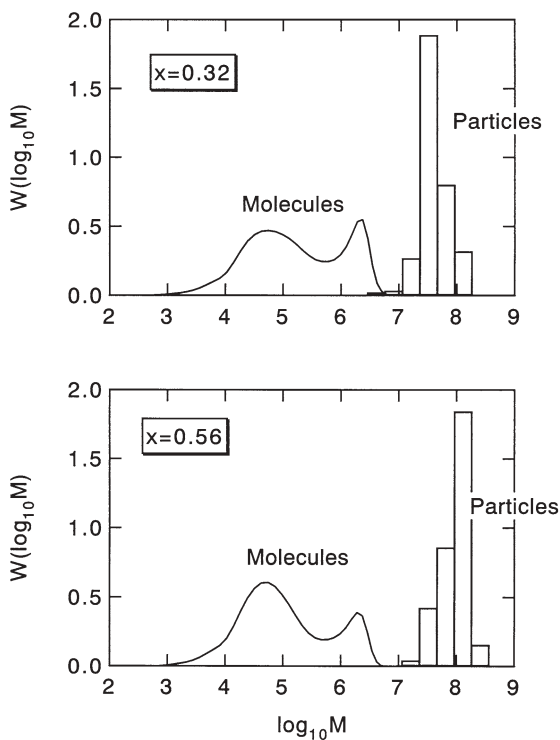 2.0
x=0.32
1.5
Particles
1.0
W(log10M)
Molecules
0.5
0.0
2 3 4 5 6 7 8 9
2.0
x=0.56
1.5
Particles
W(log10M)
1.0
Molecules
0.5
0.0
2 3 4 5 6 7 8 9
log10M